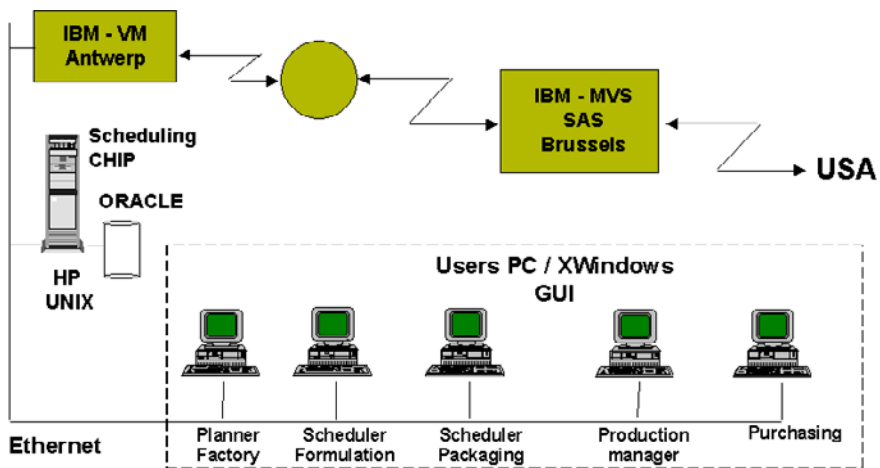 IBM - VM
Antwerp
IBM - MVS
SAS
Brussels
USA
Scheduling
CHIP
ORACLE
HP
UNIX
Users PC / XWindows
GUI
Ethernet
Planner
Factory
Scheduler
Formulation
Scheduler
Packaging
Production
manager
Purchasing